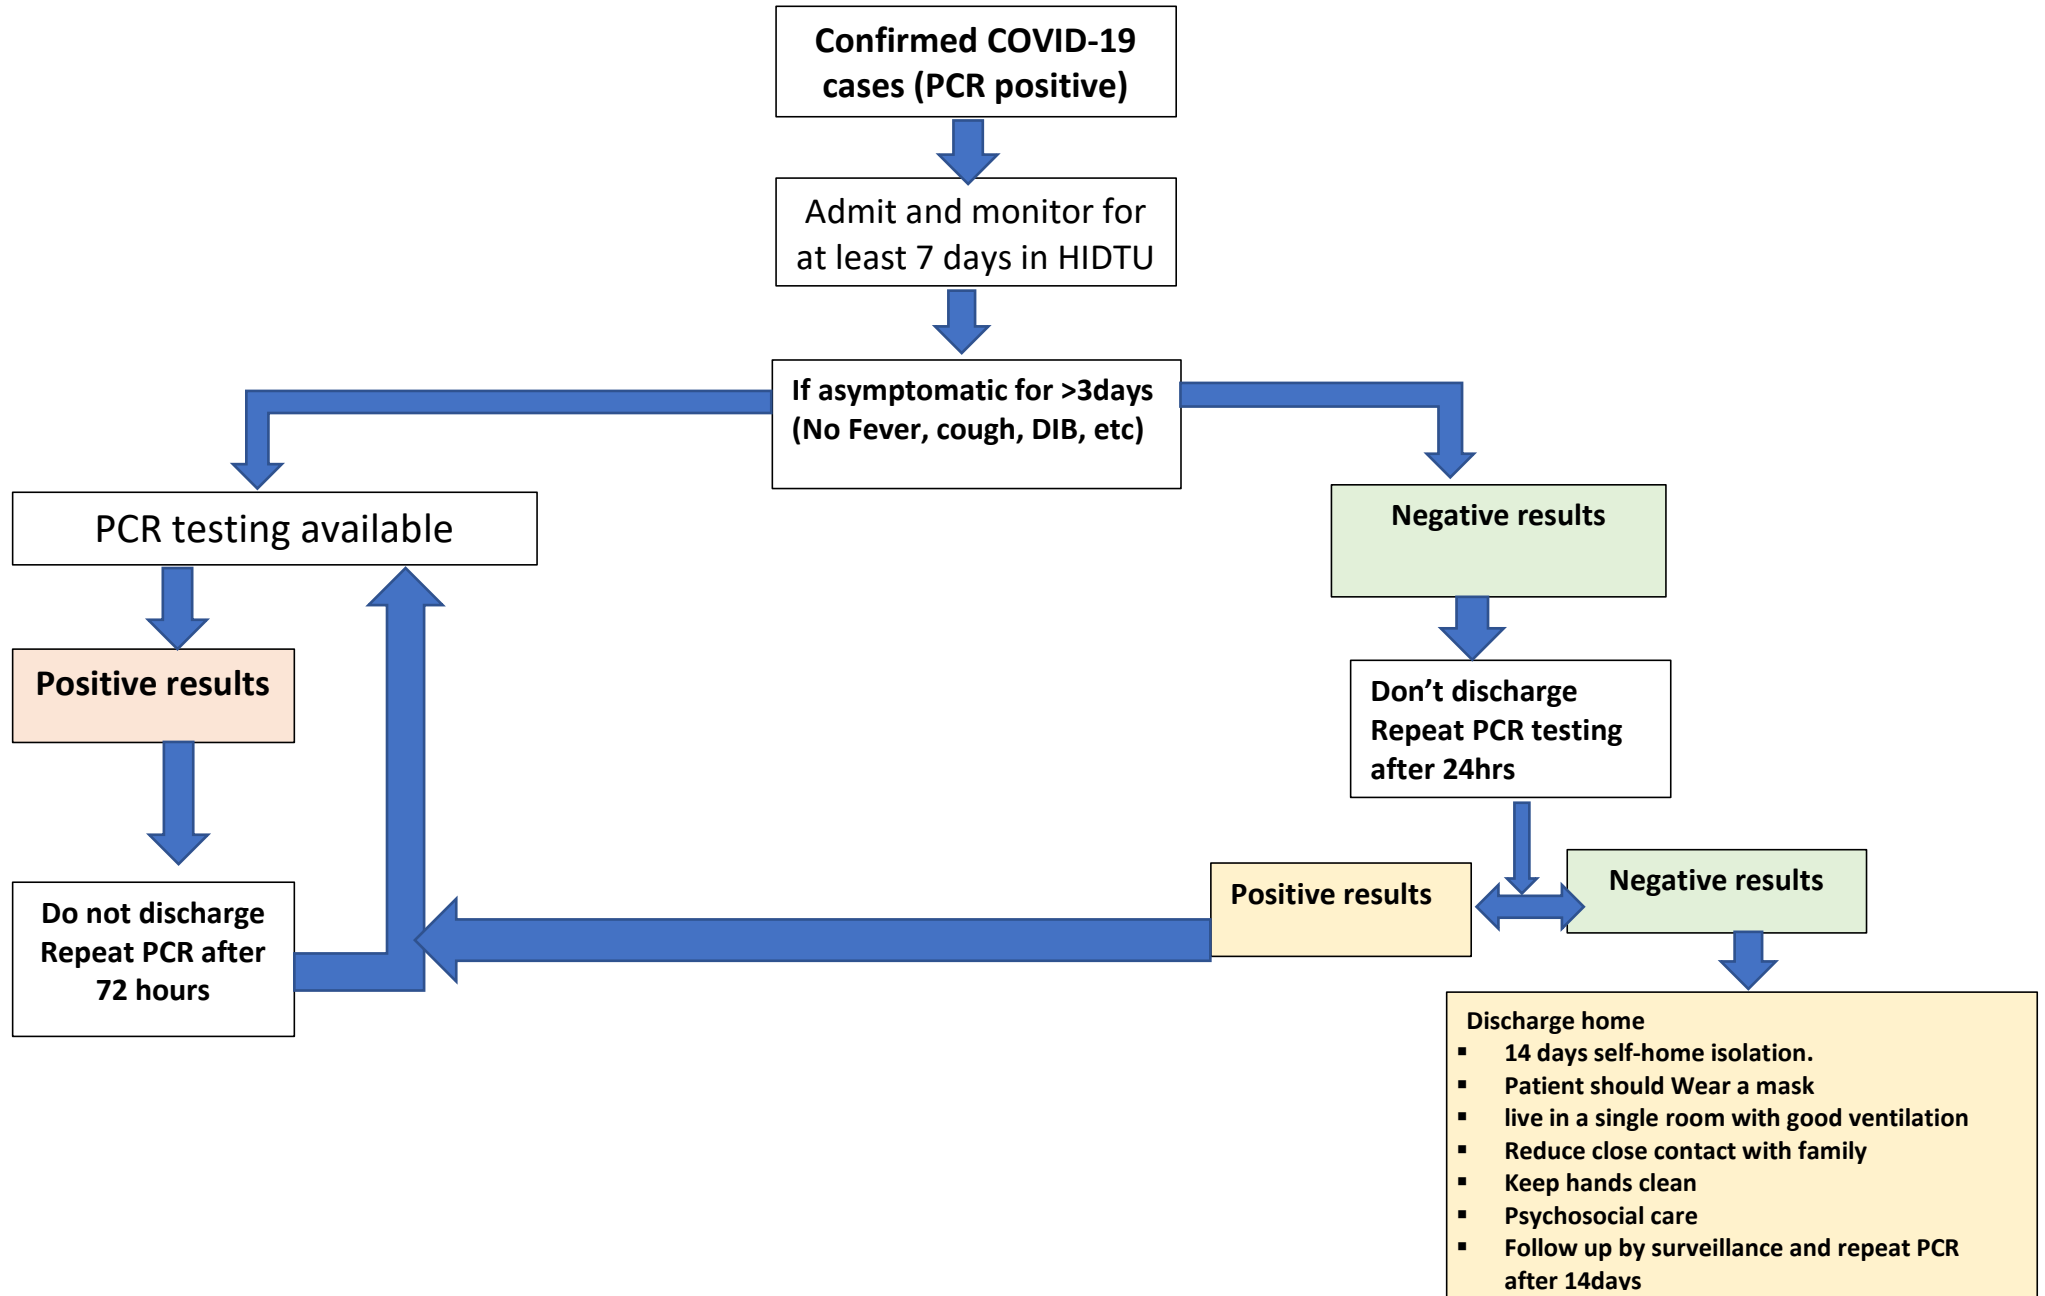 Confirmed COVID-19
cases (PCR positive)
Admit and monitor for
at least 7 days in HIDTU
If asymptomatic for >3days
(No Fever, cough, DIB, etc)
PCR testing available
Negative results
Positive results
Don’t discharge
Repeat PCR testing
after 24hrs
Do not discharge
Repeat PCR after
72 hours
Positive results
Negative results
Discharge home
▪ 14 days self-home isolation.
▪ Patient should Wear a mask
▪ live in a single room with good ventilation
▪ Reduce close contact with family
▪ Keep hands clean
▪ Psychosocial care
▪ Follow up by surveillance and repeat PCR
after 14days